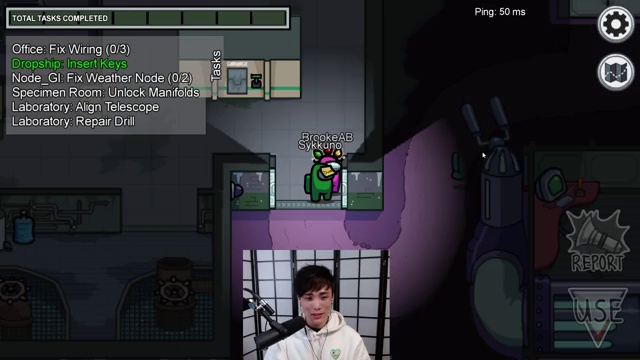 TOTAL TASKS COMPLETED
Ping: 50 ms
Office: Fix Wiring (0/3)
Dropship: Insert Keys
Node_GI: Fix Weather Node (0/2)
Specimen Room: Unlock Manifolds
Laboratory: Align Telescope
Laboratory: Repair Drill
Tasks
GI
BrookeAB
Sykkuno
REPORT
USE